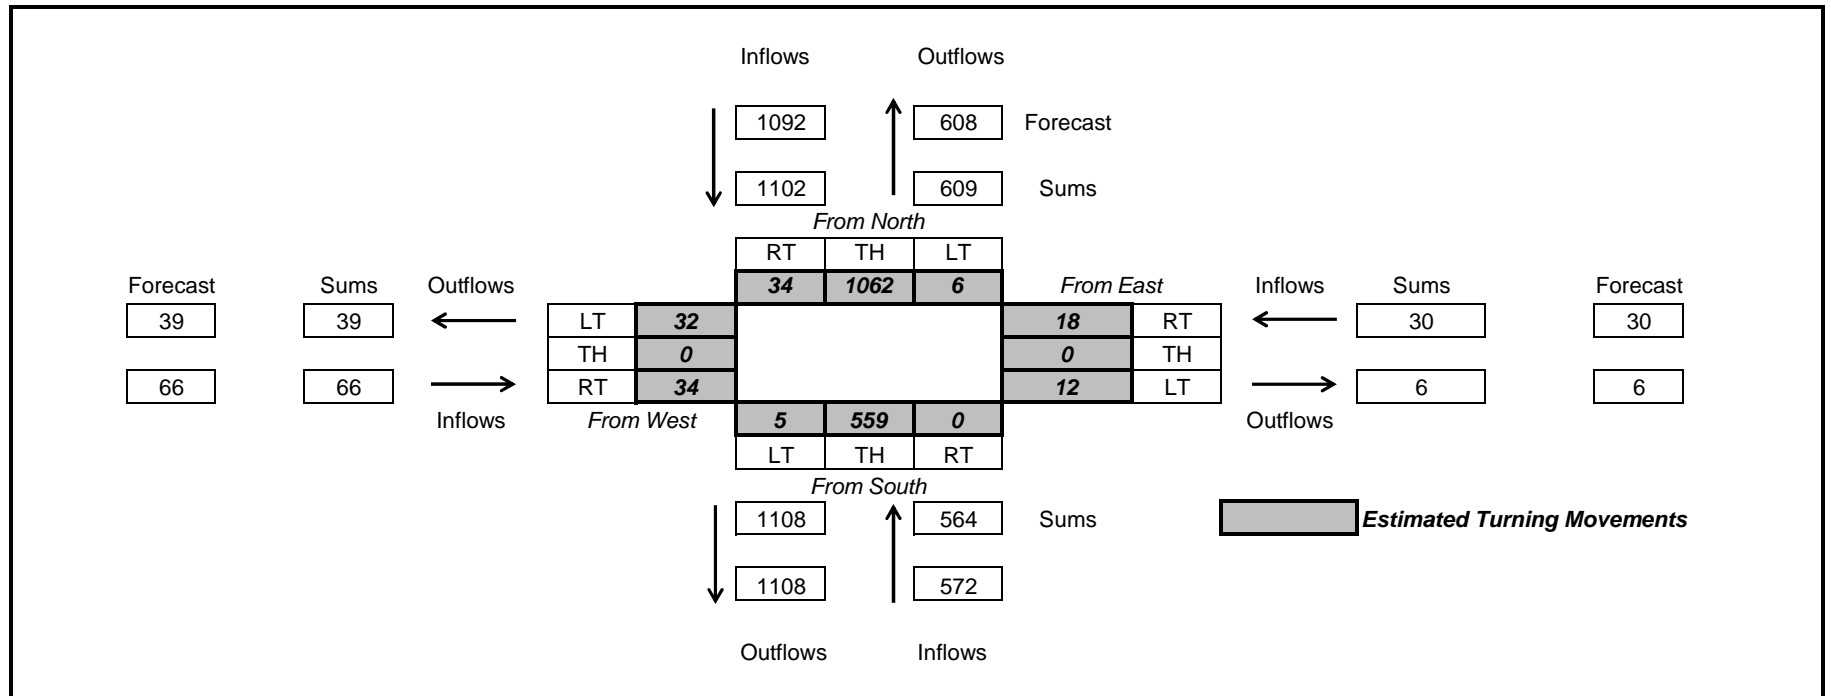 Inflows Outflows
1092 608 Forecast
1102 609 Sums
From North
RT TH LT
Forecast Sums Outflows 34 1062 6 From East Inflows Sums Forecast
39 39 LT 32 18 RT 30 30
TH 0 0 TH
66 66 RT 34 12 LT 6 6
Inflows From West 5 559 0 Outflows
LT TH RT
From South
1108 564 Sums Estimated Turning Movements
1108 572
Outflows Inflows